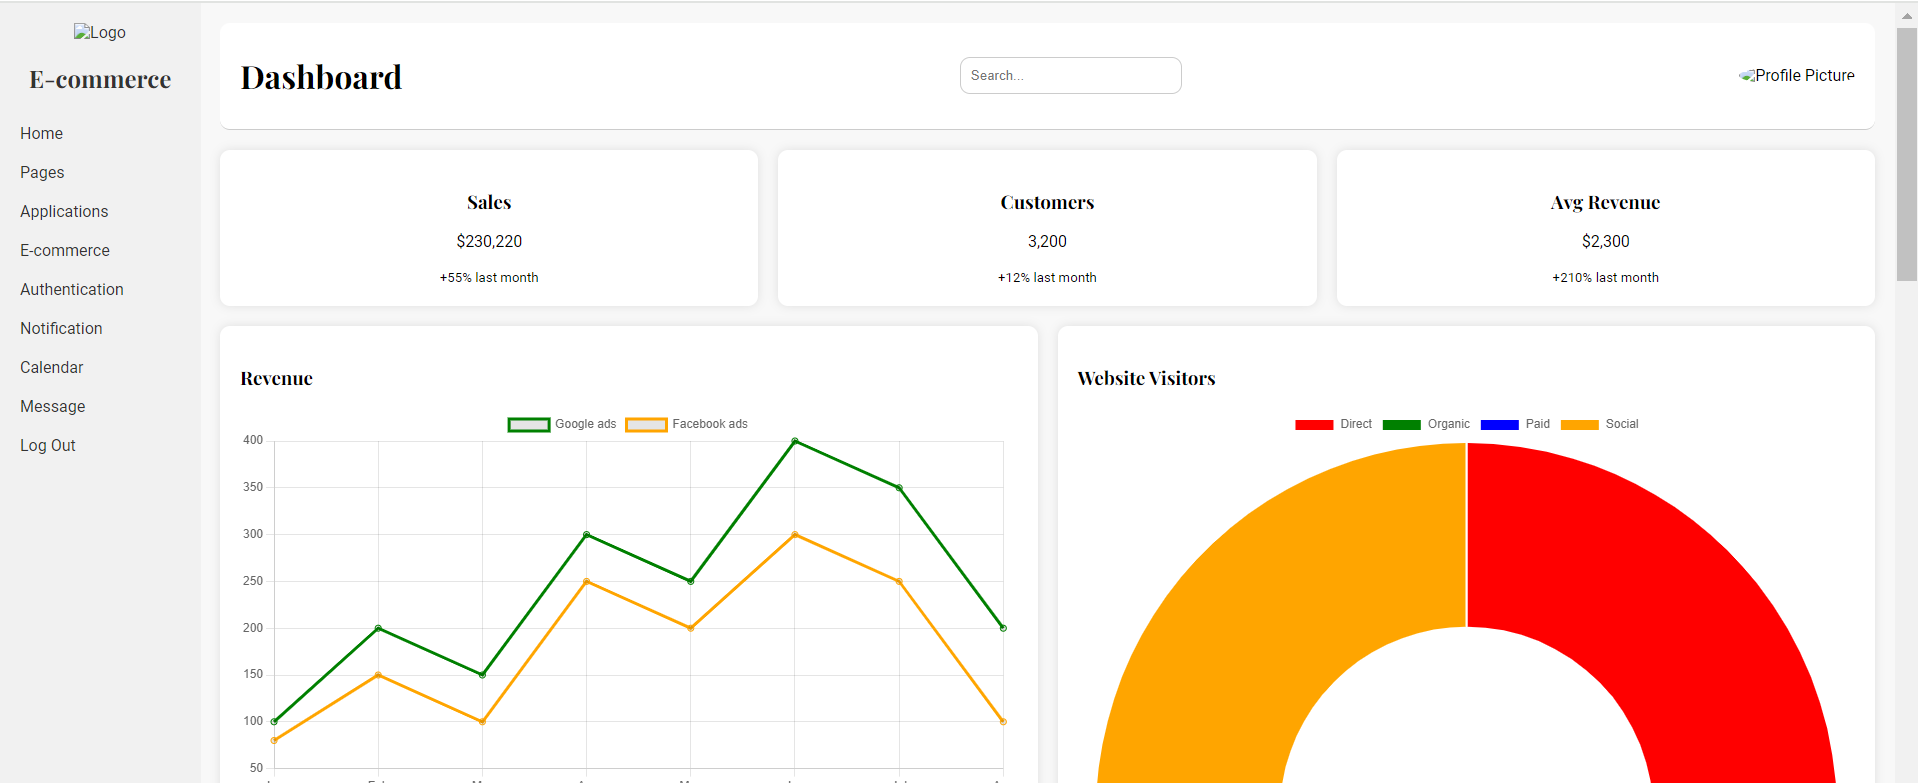 Logo
E-commerce
Home
Pages
Applications
E-commerce
Authentication
Notification
Calendar
Message
Log Out
Dashboard
Search...
Profile Picture
Sales
$230,220
+55% last month
Customers
3,200
+12% last month
Avg Revenue
$2,300
+210% last month
Revenue
Google ads Facebook ads
400
350
300
250
200
150
100
50
Website Visitors
Direct Organic Paid Social